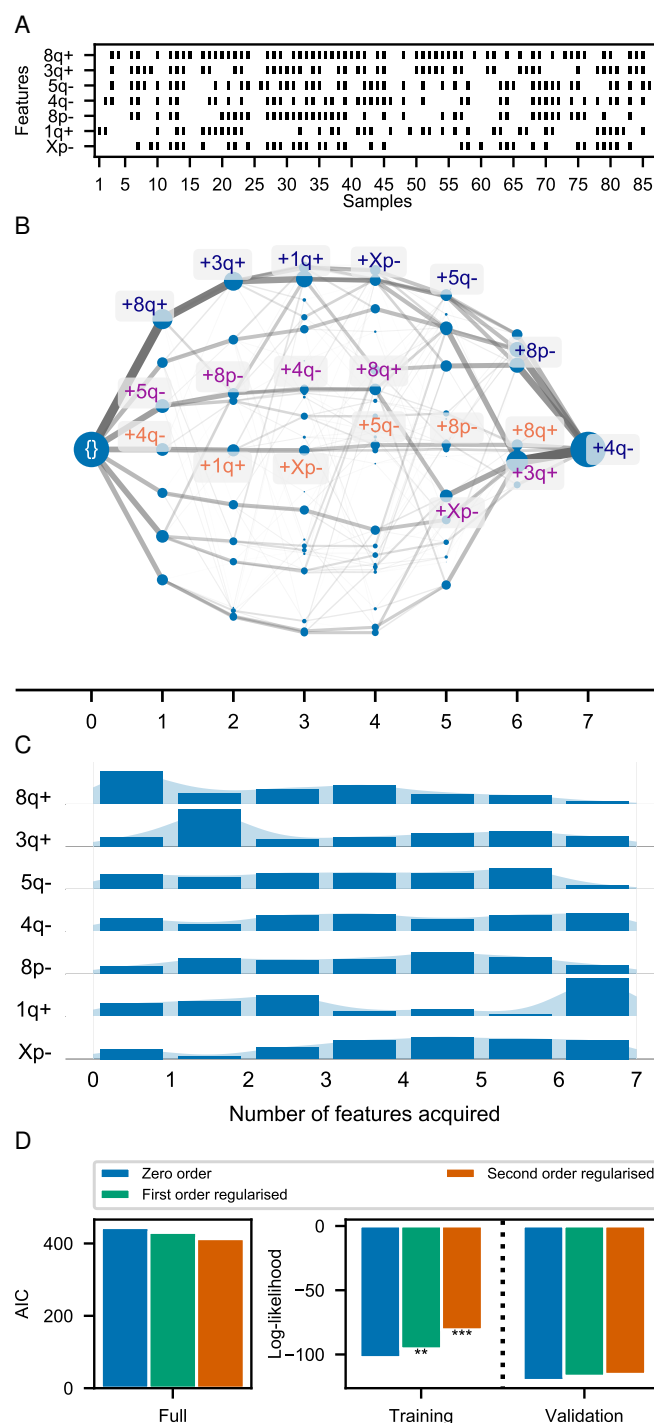 A
8q+
3q+
5q-
4q-
8p-
1q+
Xp-
Features
1 5 10 15 20 25 30 35 40 45 50 55 60 65 70 75 80 85
Samples
B
+3q+ +1q+ +Xp- +5q-
+8q+
+8p-
+5q- +8p- +4q- +8q+
+4q- +5q- +8p- +8q+
{} +4q-
+1q+ +Xp- +3q+
+Xp-
0 1 2 3 4 5 6 7
C
8q+
3q+
5q-
4q-
8p-
1q+
Xp-
0 1 2 3 4 5 6 7
Number of features acquired
D
Zero order Second order regularised
First order regularised
AIC
400
200
0
Full
Log-likelihood
0
−50
−100
** ***
Training Validation